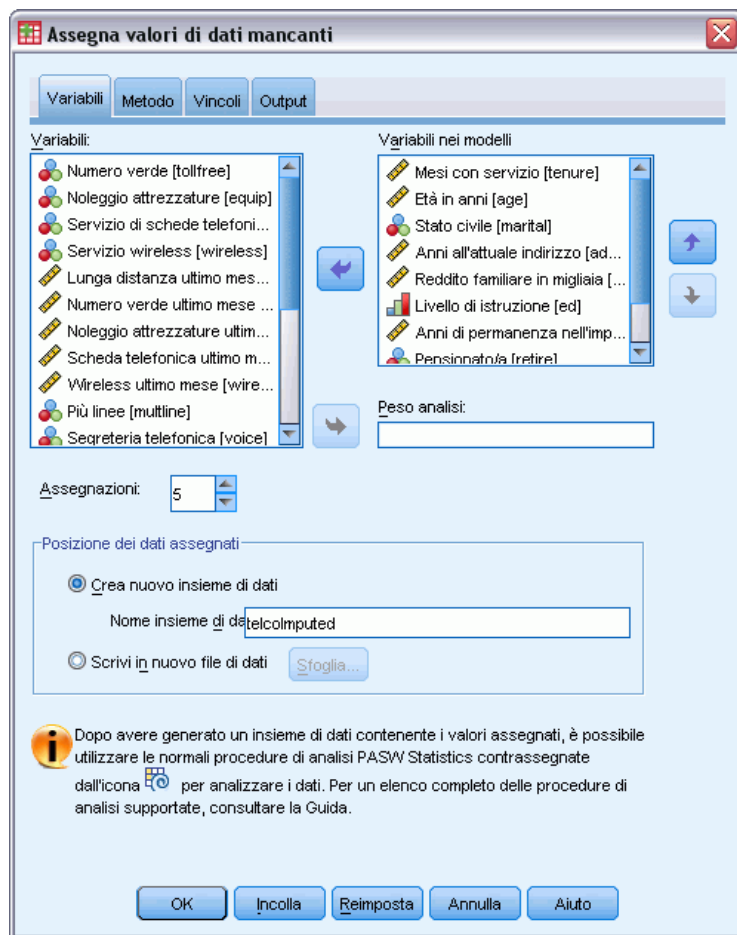 Assegna valori di dati mancanti
Variabili Metodo Vincoli Output
Variabili:
Numero verde [tollfree]
Noleggio attrezzature [equip]
Servizio di schede telefoni...
Servizio wireless [wireless]
Lunga distanza ultimo mes...
Numero verde ultimo mese ...
Noleggio attrezzature ultim...
Scheda telefonica ultimo m...
Wireless ultimo mese [wire...
Più linee [multline]
Segreteria telefonica [voice]
Variabili nei modelli
Mesi con servizio [tenure]
Età in anni [age]
Stato civile [marital]
Anni all'attuale indirizzo [ad...
Reddito familiare in migliaia [...
Livello di istruzione [ed]
Anni di permanenza nell'imp...
Pensionato/a [retire]
Peso analisi:
Assegnazioni: 5
Posizione dei dati assegnati
Crea nuovo insieme di dati
Nome insieme di da telcoImputed
Scrivi in nuovo file di dati Sfoglia...
Dopo avere generato un insieme di dati contenente i valori assegnati, è possibile
utilizzare le normali procedure di analisi PASW Statistics contrassegnate
dall'icona per analizzare i dati. Per un elenco completo delle procedure di
analisi supportate, consultare la Guida.
OK Incolla Reimposta Annulla Aiuto